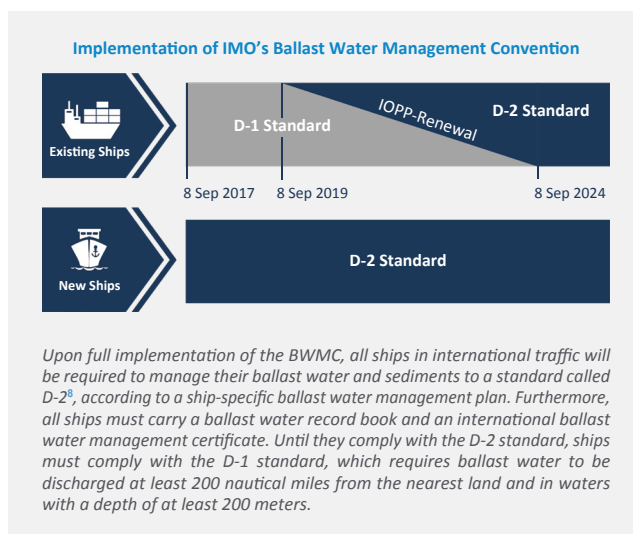 Implementation of IMO's Ballast Water Management Convention
Existing Ships
D-1 Standard
IOPP-Renewal
D-2 Standard
8 Sep 2017
8 Sep 2019
8 Sep 2024
New Ships
D-2 Standard
Upon full implementation of the BWMC, all ships in international traffic will
be required to manage their ballast water and sediments to a standard called
D-2⁸, according to a ship-specific ballast water management plan. Furthermore,
all ships must carry a ballast water record book and an international ballast
water management certificate. Until they comply with the D-2 standard, ships
must comply with the D-1 standard, which requires ballast water to be
discharged at least 200 nautical miles from the nearest land and in waters
with a depth of at least 200 meters.